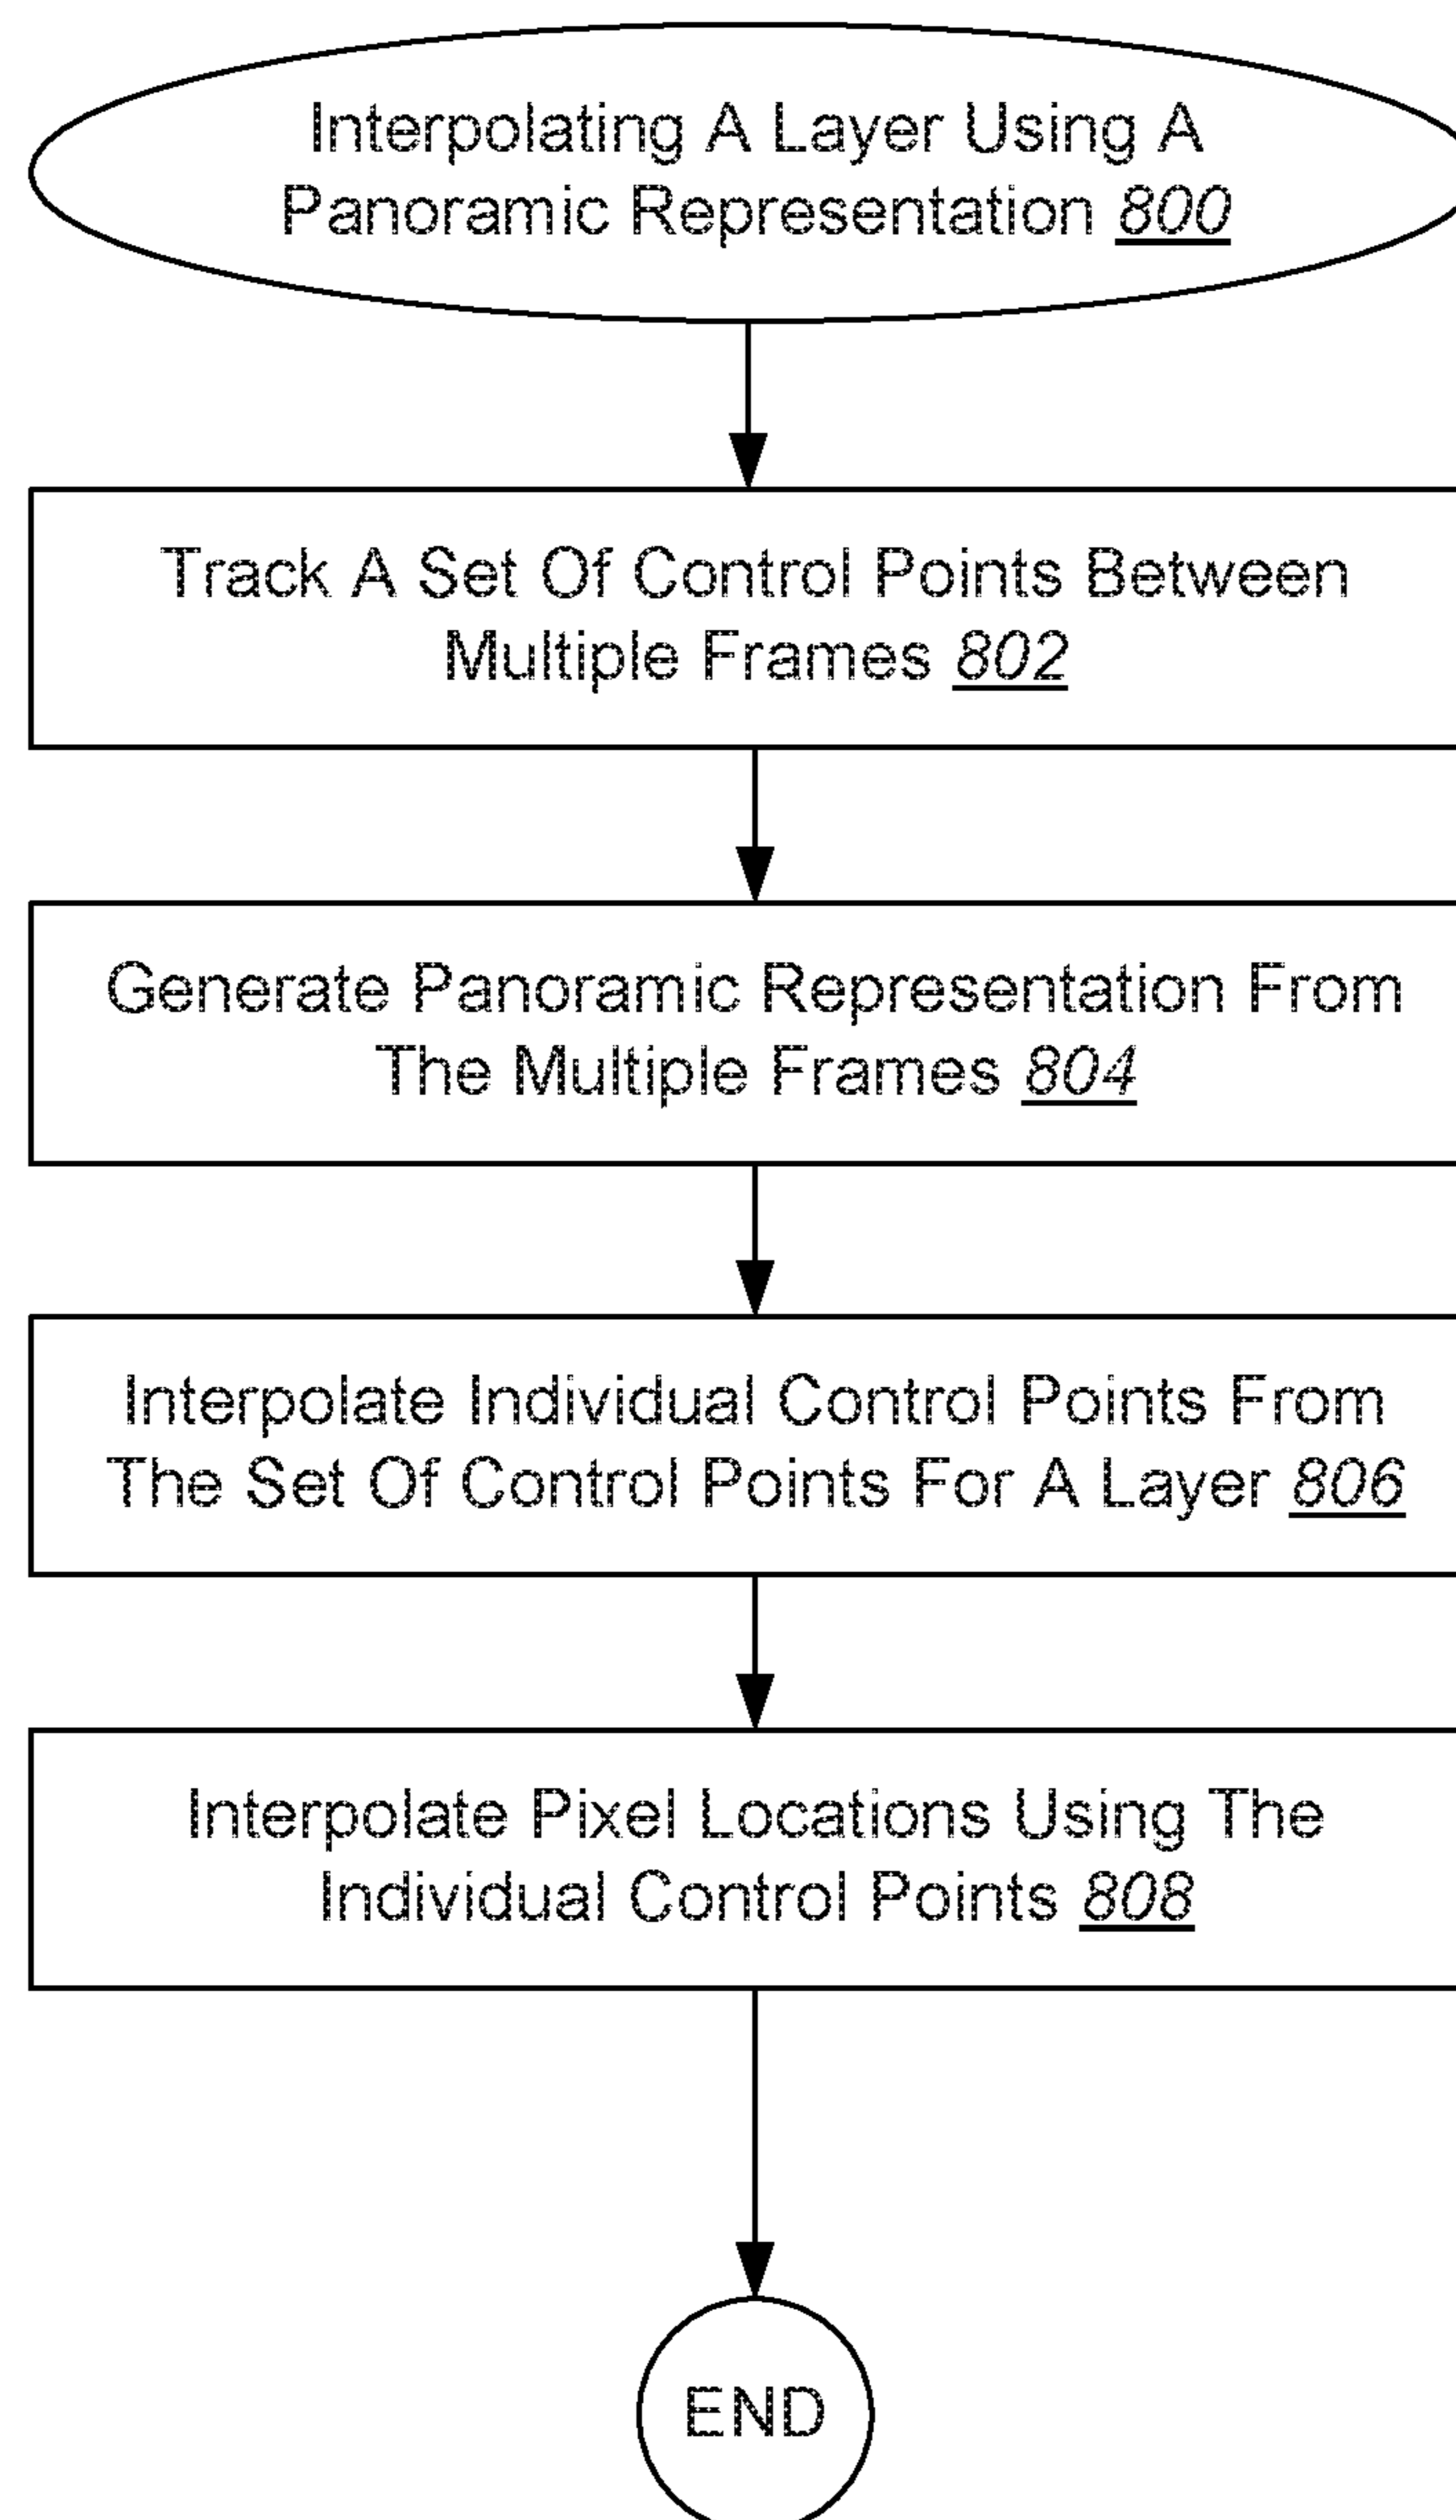 Interpolating A Layer Using A
Panoramic Representation 800
Track A Set Of Control Points Between
Multiple Frames 802
Generate Panoramic Representation From
The Multiple Frames 804
Interpolate Individual Control Points From
The Set Of Control Points For A Layer 806
Interpolate Pixel Locations Using The
Individual Control Points 808
END